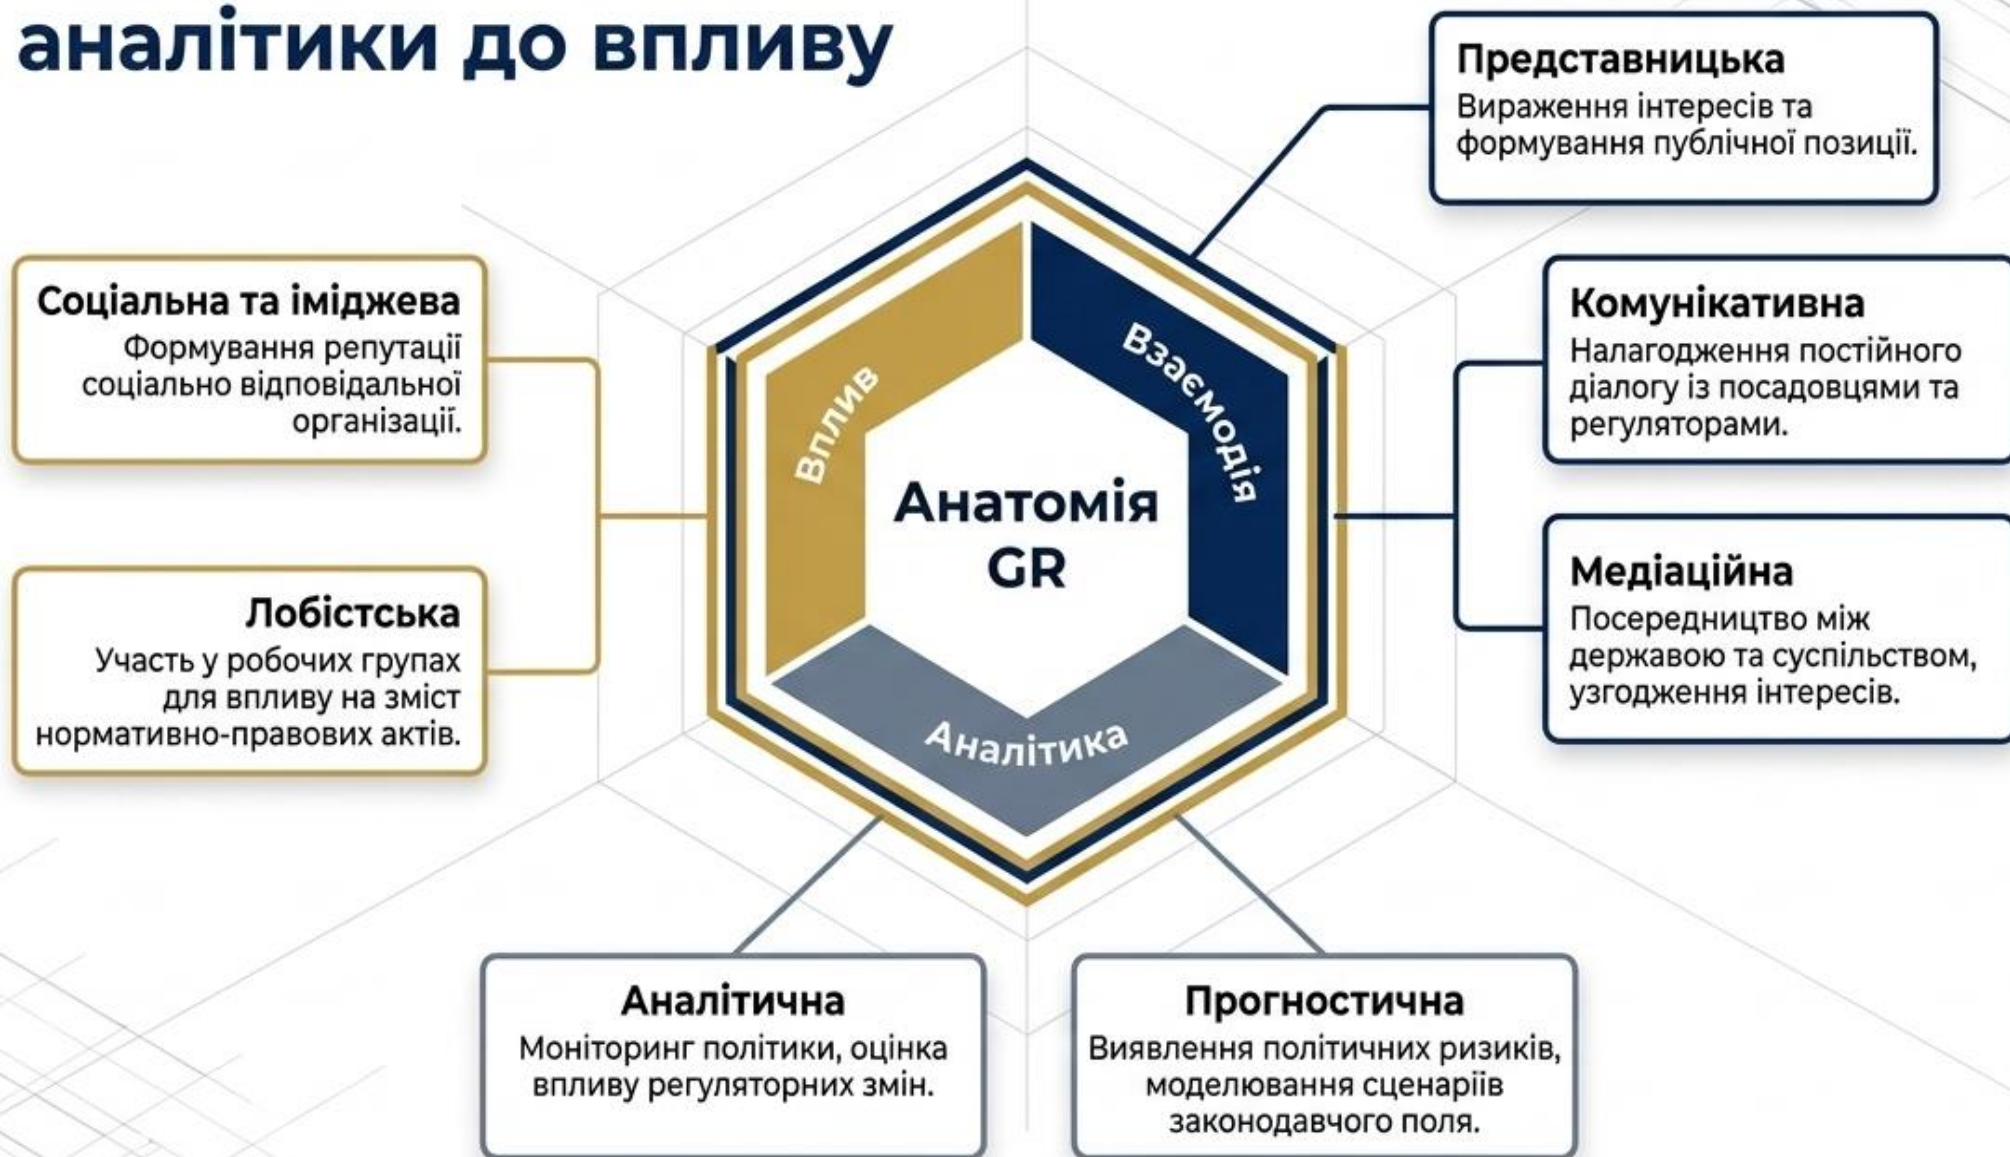 аналітики до впливу
Представницька
Вираження інтересів та
формування публічної позиції.
Соціальна та іміджева
Формування репутації
соціально відповідальної
організації.
Комунікативна
Налагодження постійного
діалогу із посадовцями та
регуляторами.
Вплив
Взаємодія
Анатомія
GR
Аналітика
Лобістська
Участь у робочих групах
для впливу на зміст
нормативно-правових актів.
Медіаційна
Посередництво між
державою та суспільством,
узгодження інтересів.
Аналітична
Моніторинг політики, оцінка
впливу регуляторних змін.
Прогностична
Виявлення політичних ризиків,
моделювання сценаріїв
законодавчого поля.